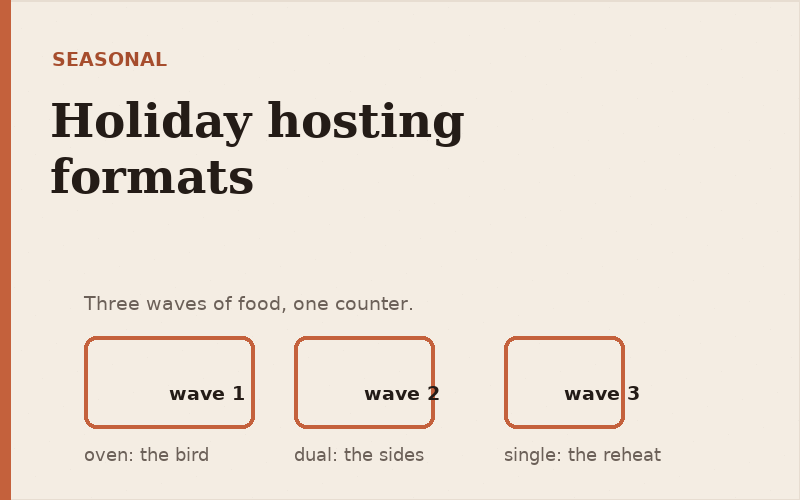 SEASONAL
Holiday hosting
formats
Three waves of food, one counter.
wave 1
wave 2
wave 3
oven: the bird
dual: the sides
single: the reheat